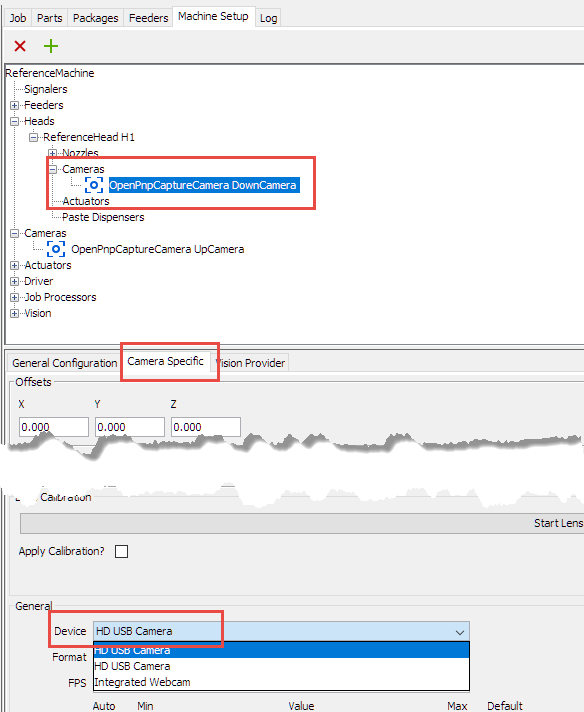 Job Parts Packages Feeders Machine Setup Log
ReferenceMachine
Signalers
Feeders
Heads
ReferenceHead H1
Nozzles
Cameras
OpenPnpCaptureCamera DownCamera
Actuators
Paste Dispensers
Cameras
OpenPnpCaptureCamera UpCamera
Actuators
Driver
Job Processors
Vision
General Configuration Camera Specific Vision Provider
Offsets
X Y Z
0.000 0.000 0.000
Calibration
Start Lens
Apply Calibration?
General
Device HD USB Camera
HD USB Camera
Format HD USB Camera
FPS Integrated Webcam
Auto Min Value Max Default